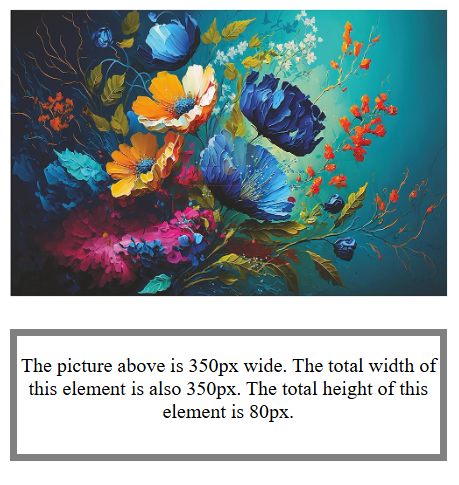 The picture above is 350px wide. The total width of
this element is also 350px. The total height of this
element is 80px.